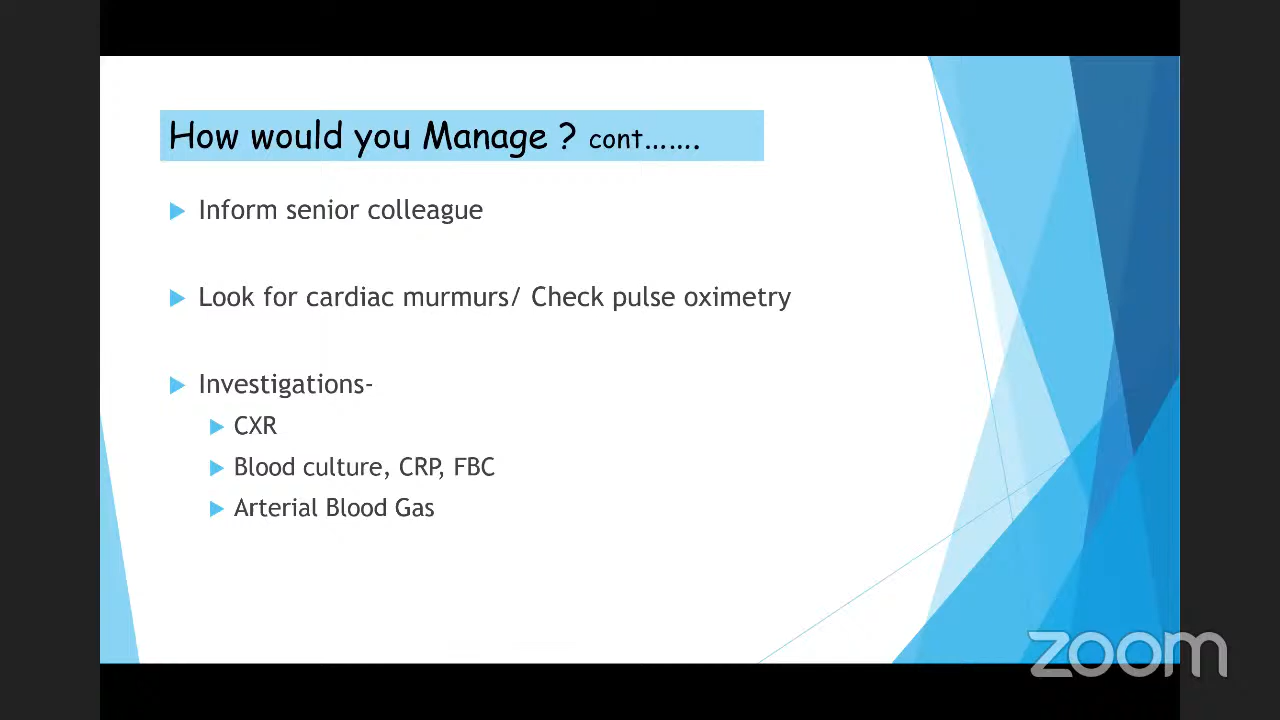 How would you Manage ? cont…….
Inform senior colleague
Look for cardiac murmurs/ Check pulse oximetry
Investigations-
CXR
Blood culture, CRP, FBC
Arterial Blood Gas
zoom